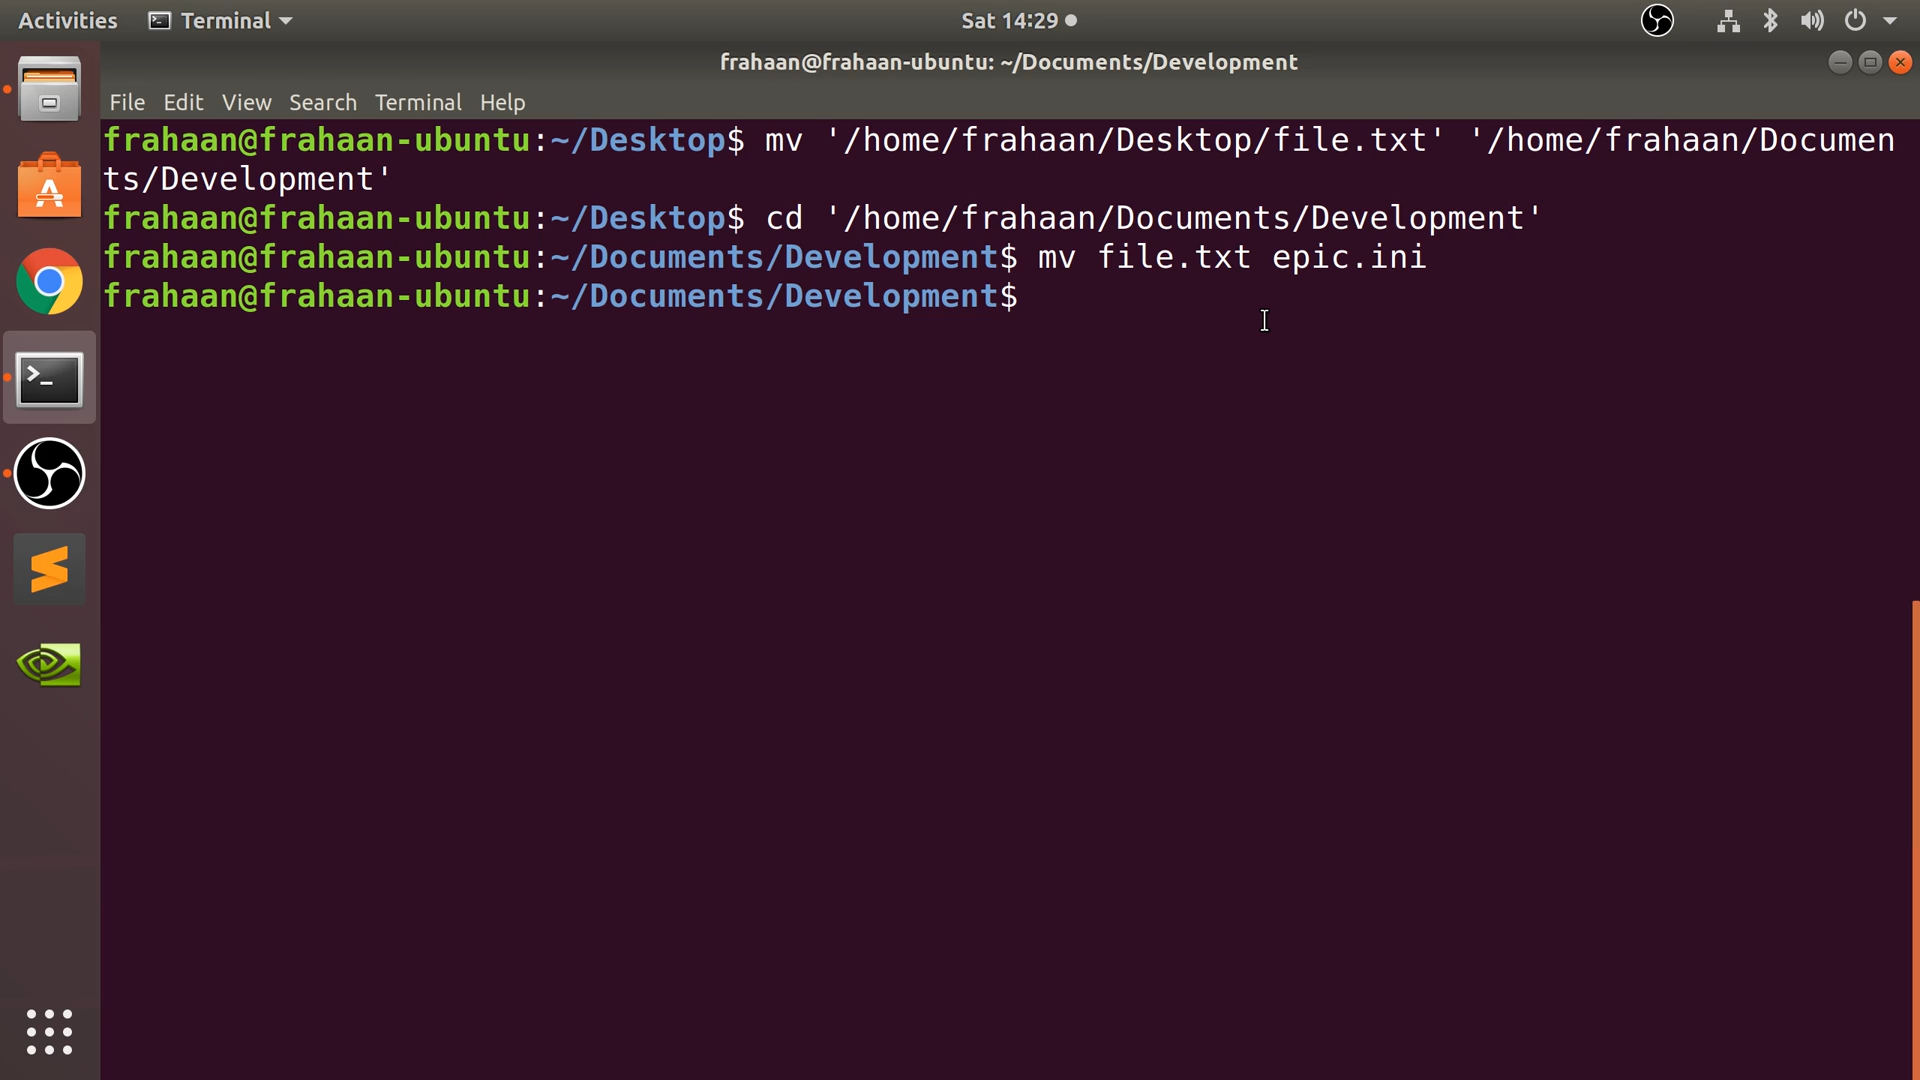 Activities Terminal Sat 14:29
frahaan@frahaan-ubuntu: ~/Documents/Development
File Edit View Search Terminal Help
frahaan@frahaan-ubuntu:~/Desktop$ mv '/home/frahaan/Desktop/file.txt' '/home/frahaan/Documen
ts/Development'
frahaan@frahaan-ubuntu:~/Desktop$ cd '/home/frahaan/Documents/Development'
frahaan@frahaan-ubuntu:~/Documents/Development$ mv file.txt epic.ini
frahaan@frahaan-ubuntu:~/Documents/Development$